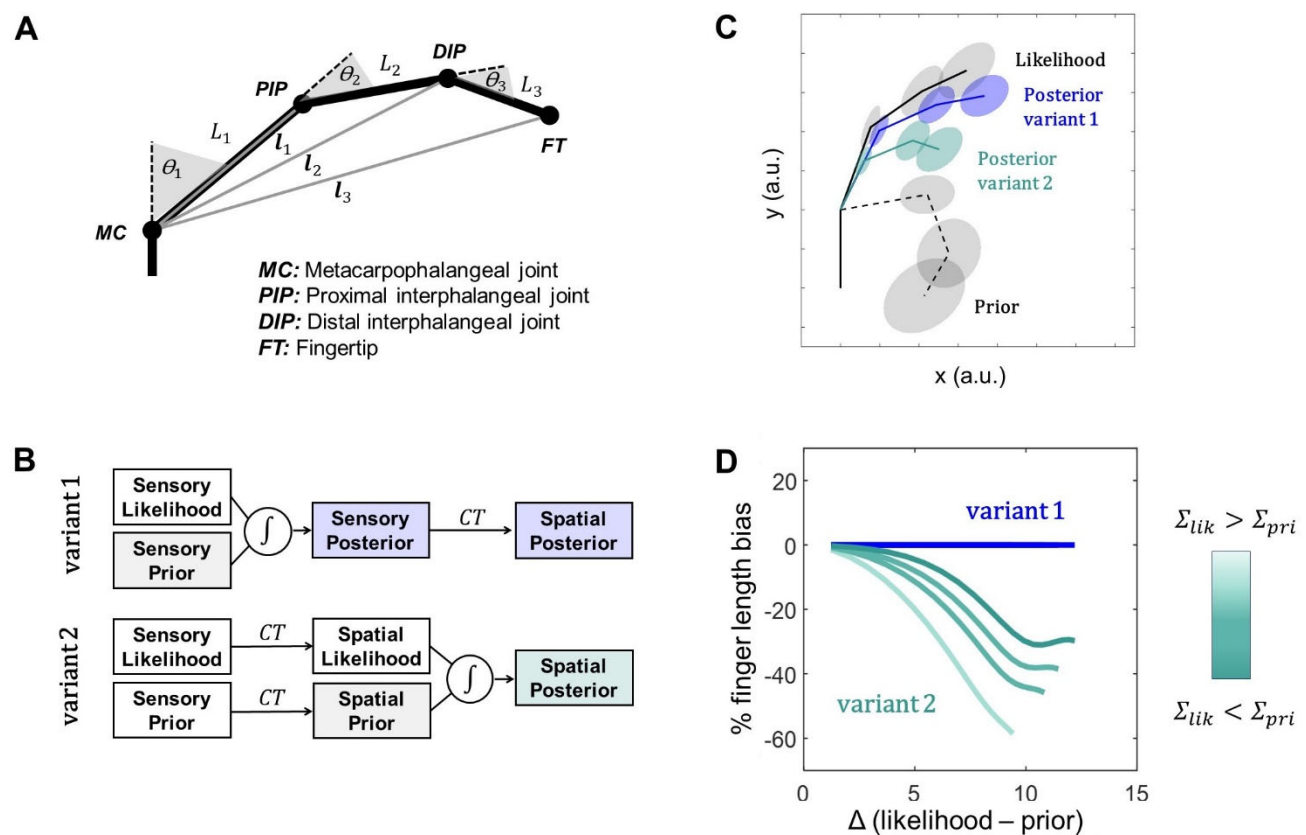 A
DIP
θ2
L2
PIP
θ3
L3
L1
l1
θ1
l2
FT
l3
MC
MC: Metacarpophalangeal joint
PIP: Proximal interphalangeal joint
DIP: Distal interphalangeal joint
FT: Fingertip
B
variant 1
Sensory
Likelihood
Sensory
Prior
∫
Sensory
Posterior
CT
Spatial
Posterior
variant 2
Sensory
Likelihood
CT
Spatial
Likelihood
Sensory
Prior
CT
Spatial
Prior
∫
Spatial
Posterior
C
Likelihood
Posterior
variant 1
Posterior
variant 2
Prior
y (a.u.)
x (a.u.)
D
% finger length bias
20
0
-20
-40
-60
variant 1
variant 2
0
5
10
15
Δ (likelihood – prior)
Σlik > Σpri
Σlik < Σpri